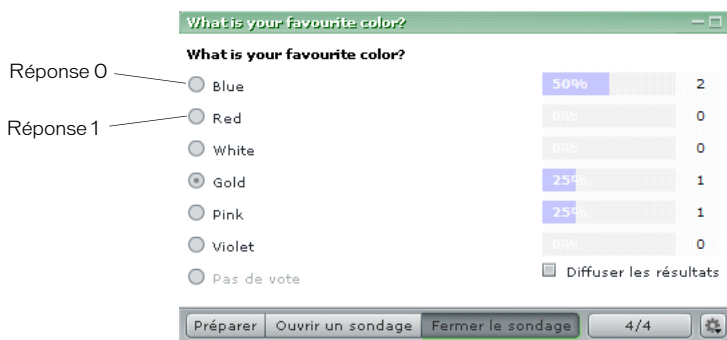 What is your favourite color?
What is your favourite color?
Réponse 0
Blue 50% 2
Réponse 1
Red 0% 0
White 0% 0
Gold 25% 1
Pink 25% 1
Violet 0% 0
Pas de vote
Diffuser les résultats
Préparer Ouvrir un sondage Fermer le sondage 4/4